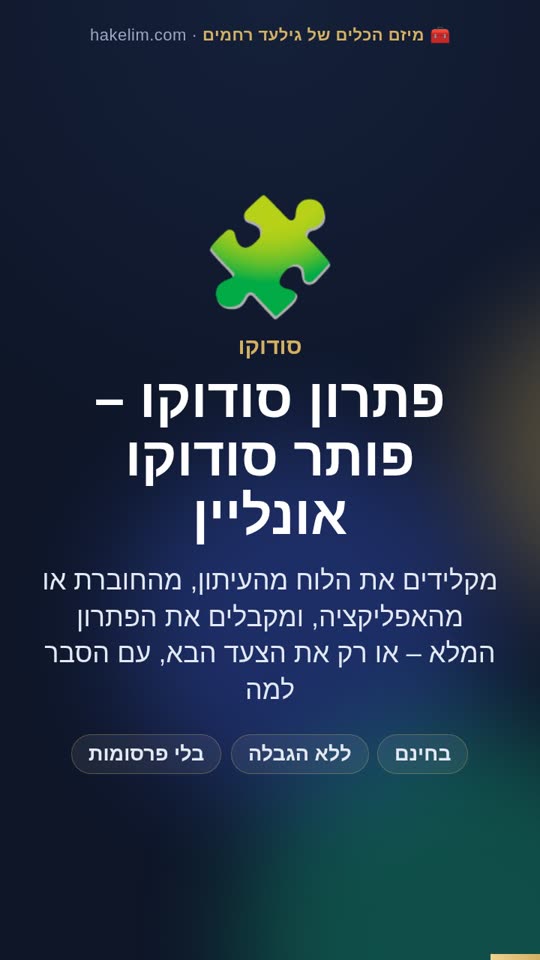 🧰 מיזם הכלים של גילעד רחמים · hakelim.com
סודוקו
פתרון סודוקו –
פותר סודוקו
אונליין
מקלידים את הלוח מהעיתון, מהחוברת או
מהאפליקציה, ומקבלים את הפתרון
המלא – או רק את הצעד הבא, עם הסבר
למה
בחינם
ללא הגבלה
בלי פרסומות